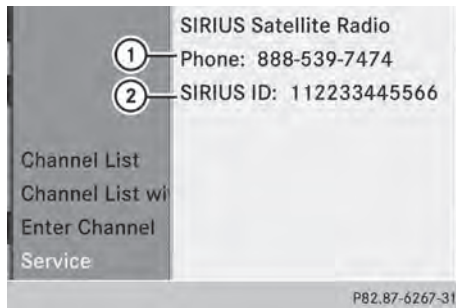 SIRIUS Satellite Radio
1 Phone: 888-539-7474
2 SIRIUS ID: 112233445566
Channel List
Channel List wi
Enter Channel
Service
P82.87-6267-31